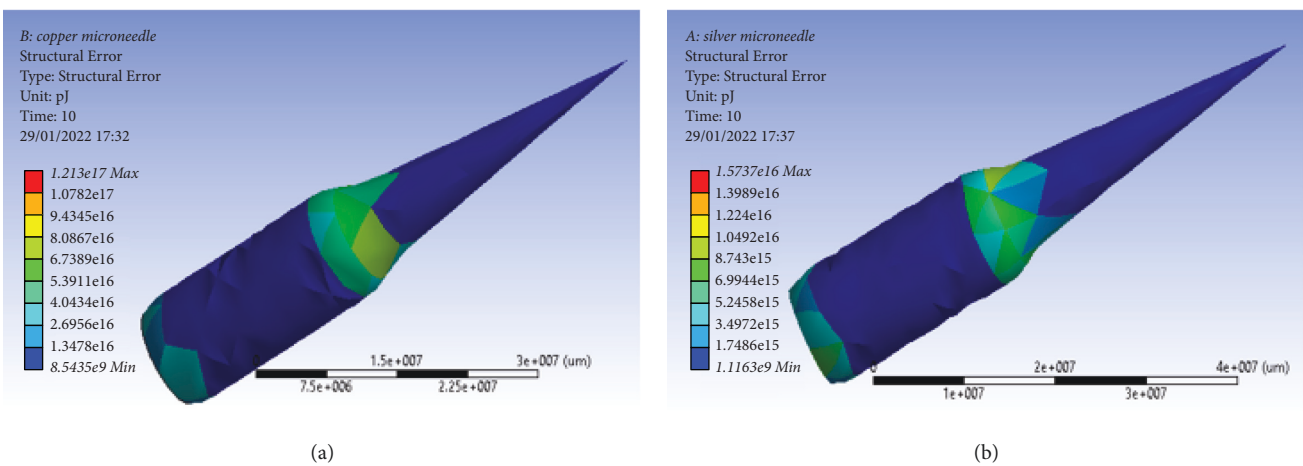 B: copper microneedle
Structural Error
Type: Structural Error
Unit: pJ
Time: 10
29/01/2022 17:32
1.213e17 Max
1.0782e17
9.4345e16
8.0867e16
6.7389e16
5.3911e16
4.0434e16
2.6956e16
1.3478e16
8.5435e9 Min
0 1.5e+007 3e+007 (um)
7.5e+006 2.25e+007
(a)
A: silver microneedle
Structural Error
Type: Structural Error
Unit: pJ
Time: 10
29/01/2022 17:37
1.5737e16 Max
1.3989e16
1.224e16
1.0492e16
8.743e15
6.9944e15
5.2458e15
3.4972e15
1.7486e15
1.1163e9 Min
0 2e+007 4e+007 (um)
1e+007 3e+007
(b)